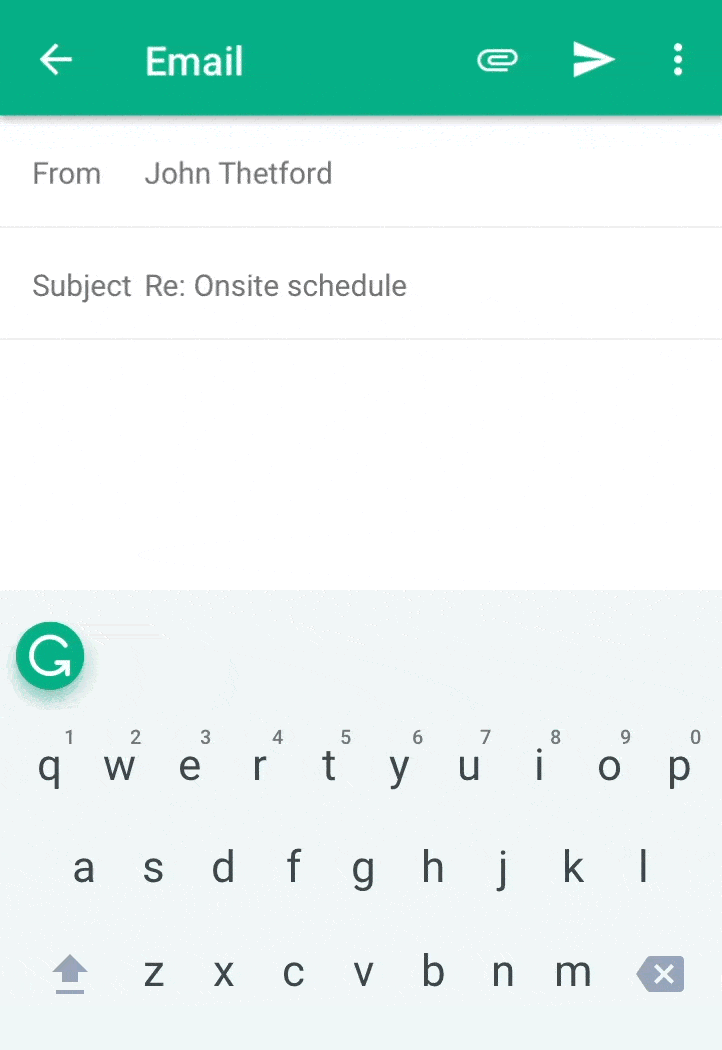 Email
From John Thetford
Subject Re: Onsite schedule
1 2 3 4 5 6 7 8 9 0
q w e r t y u i o p
a s d f g h j k l
z x c v b n m